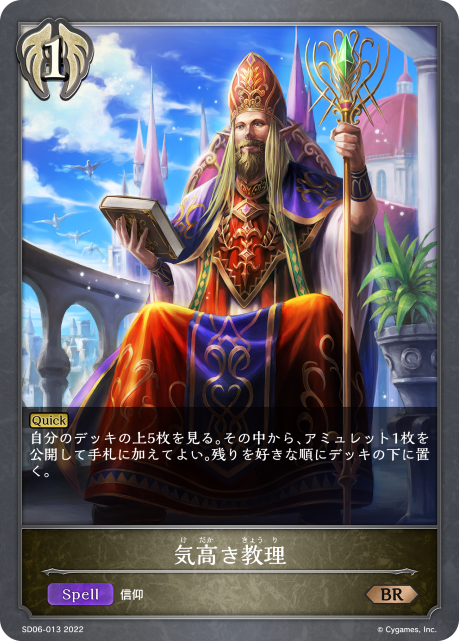 1
Quick
自分のデッキの上5枚を見る。その中から、アミュレット1枚を
公開して手札に加えてよい。残りを好きな順にデッキの下に置
く。
けだか きょうり
気高き教理
Spell 信仰 BR
SD06-013 2022 © Cygames, Inc.